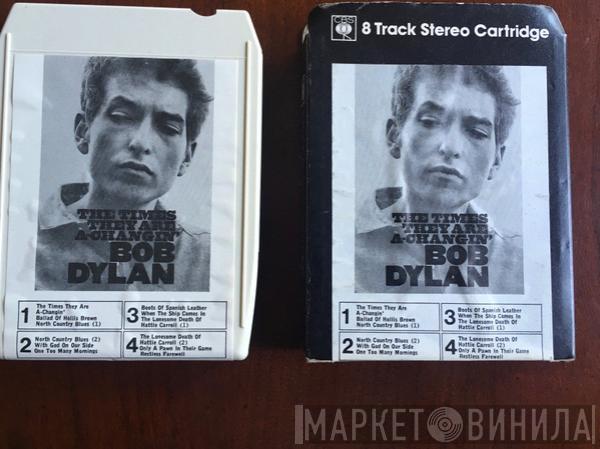 THE TIMES
THEY ARE
A-CHANGIN'
BOB
DYLAN
1
The Times They Are
A-Changin'
Ballad Of Hollis Brown
North Country Blues (1)
3
Boots Of Spanish Leather
When The Ship Comes In
The Lonesome Death Of
Hattie Carroll (1)
2
North Country Blues (2)
With God On Our Side
One Too Many Mornings
4
The Lonesome Death Of
Hattie Carroll (2)
Only A Pawn In Their Game
Restless Farewell
CBS
8 Track Stereo Cartridge
THE TIMES
THEY ARE
A-CHANGIN'
BOB
DYLAN
1
The Times They Are
A-Changin'
Ballad Of Hollis Brown
North Country Blues (1)
3
Boots Of Spanish Leather
When The Ship Comes In
The Lonesome Death Of
Hattie Carroll (1)
2
North Country Blues (2)
With God On Our Side
One Too Many Mornings
4
The Lonesome Death Of
Hattie Carroll (2)
Only A Pawn In Their Game
Restless Farewell
МАРКЕТ ВИНИЛА